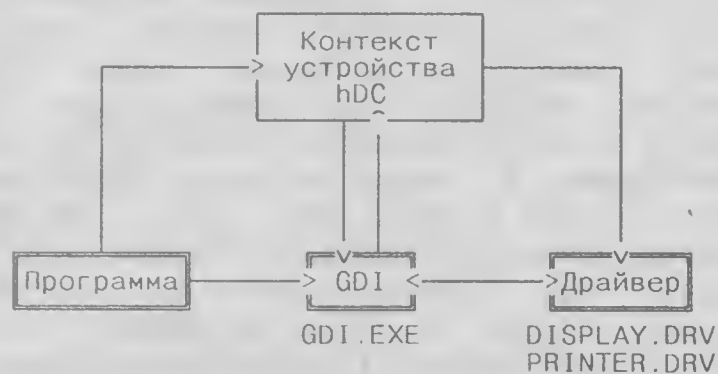 Контекст
устройства
hDC
Программа
GDI
Драйвер
GDI.EXE
DISPLAY.DRV
PRINTER.DRV